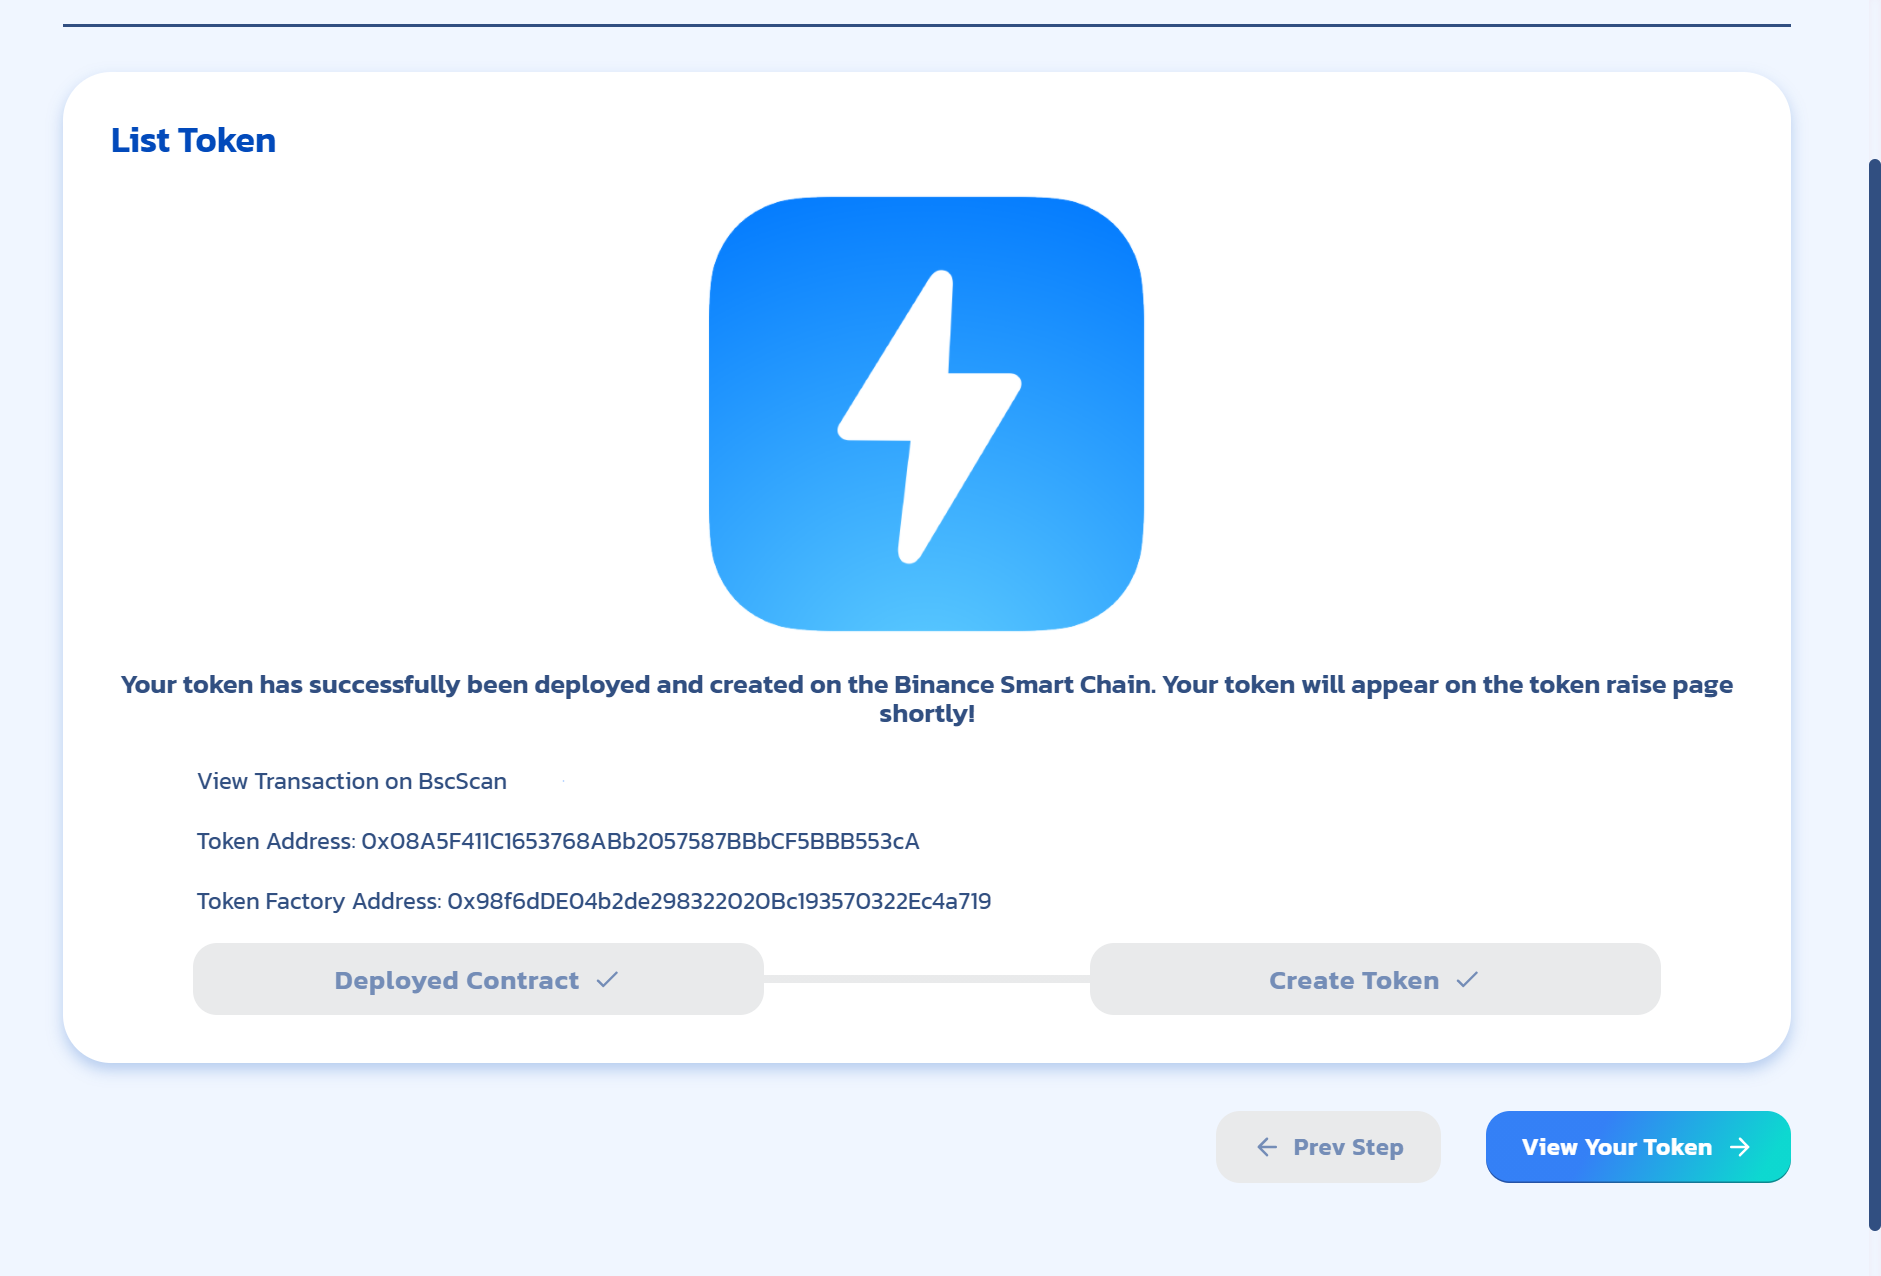 List Token
Your token has successfully been deployed and created on the Binance Smart Chain. Your token will appear on the token raise page
shortly!
View Transaction on BscScan
Token Address: 0x08A5F411C1653768ABb2057587BBbCF5BBB553cA
Token Factory Address: 0x98f6dDE04b2de298322020Bc193570322Ec4a719
Deployed Contract
Create Token
Prev Step
View Your Token